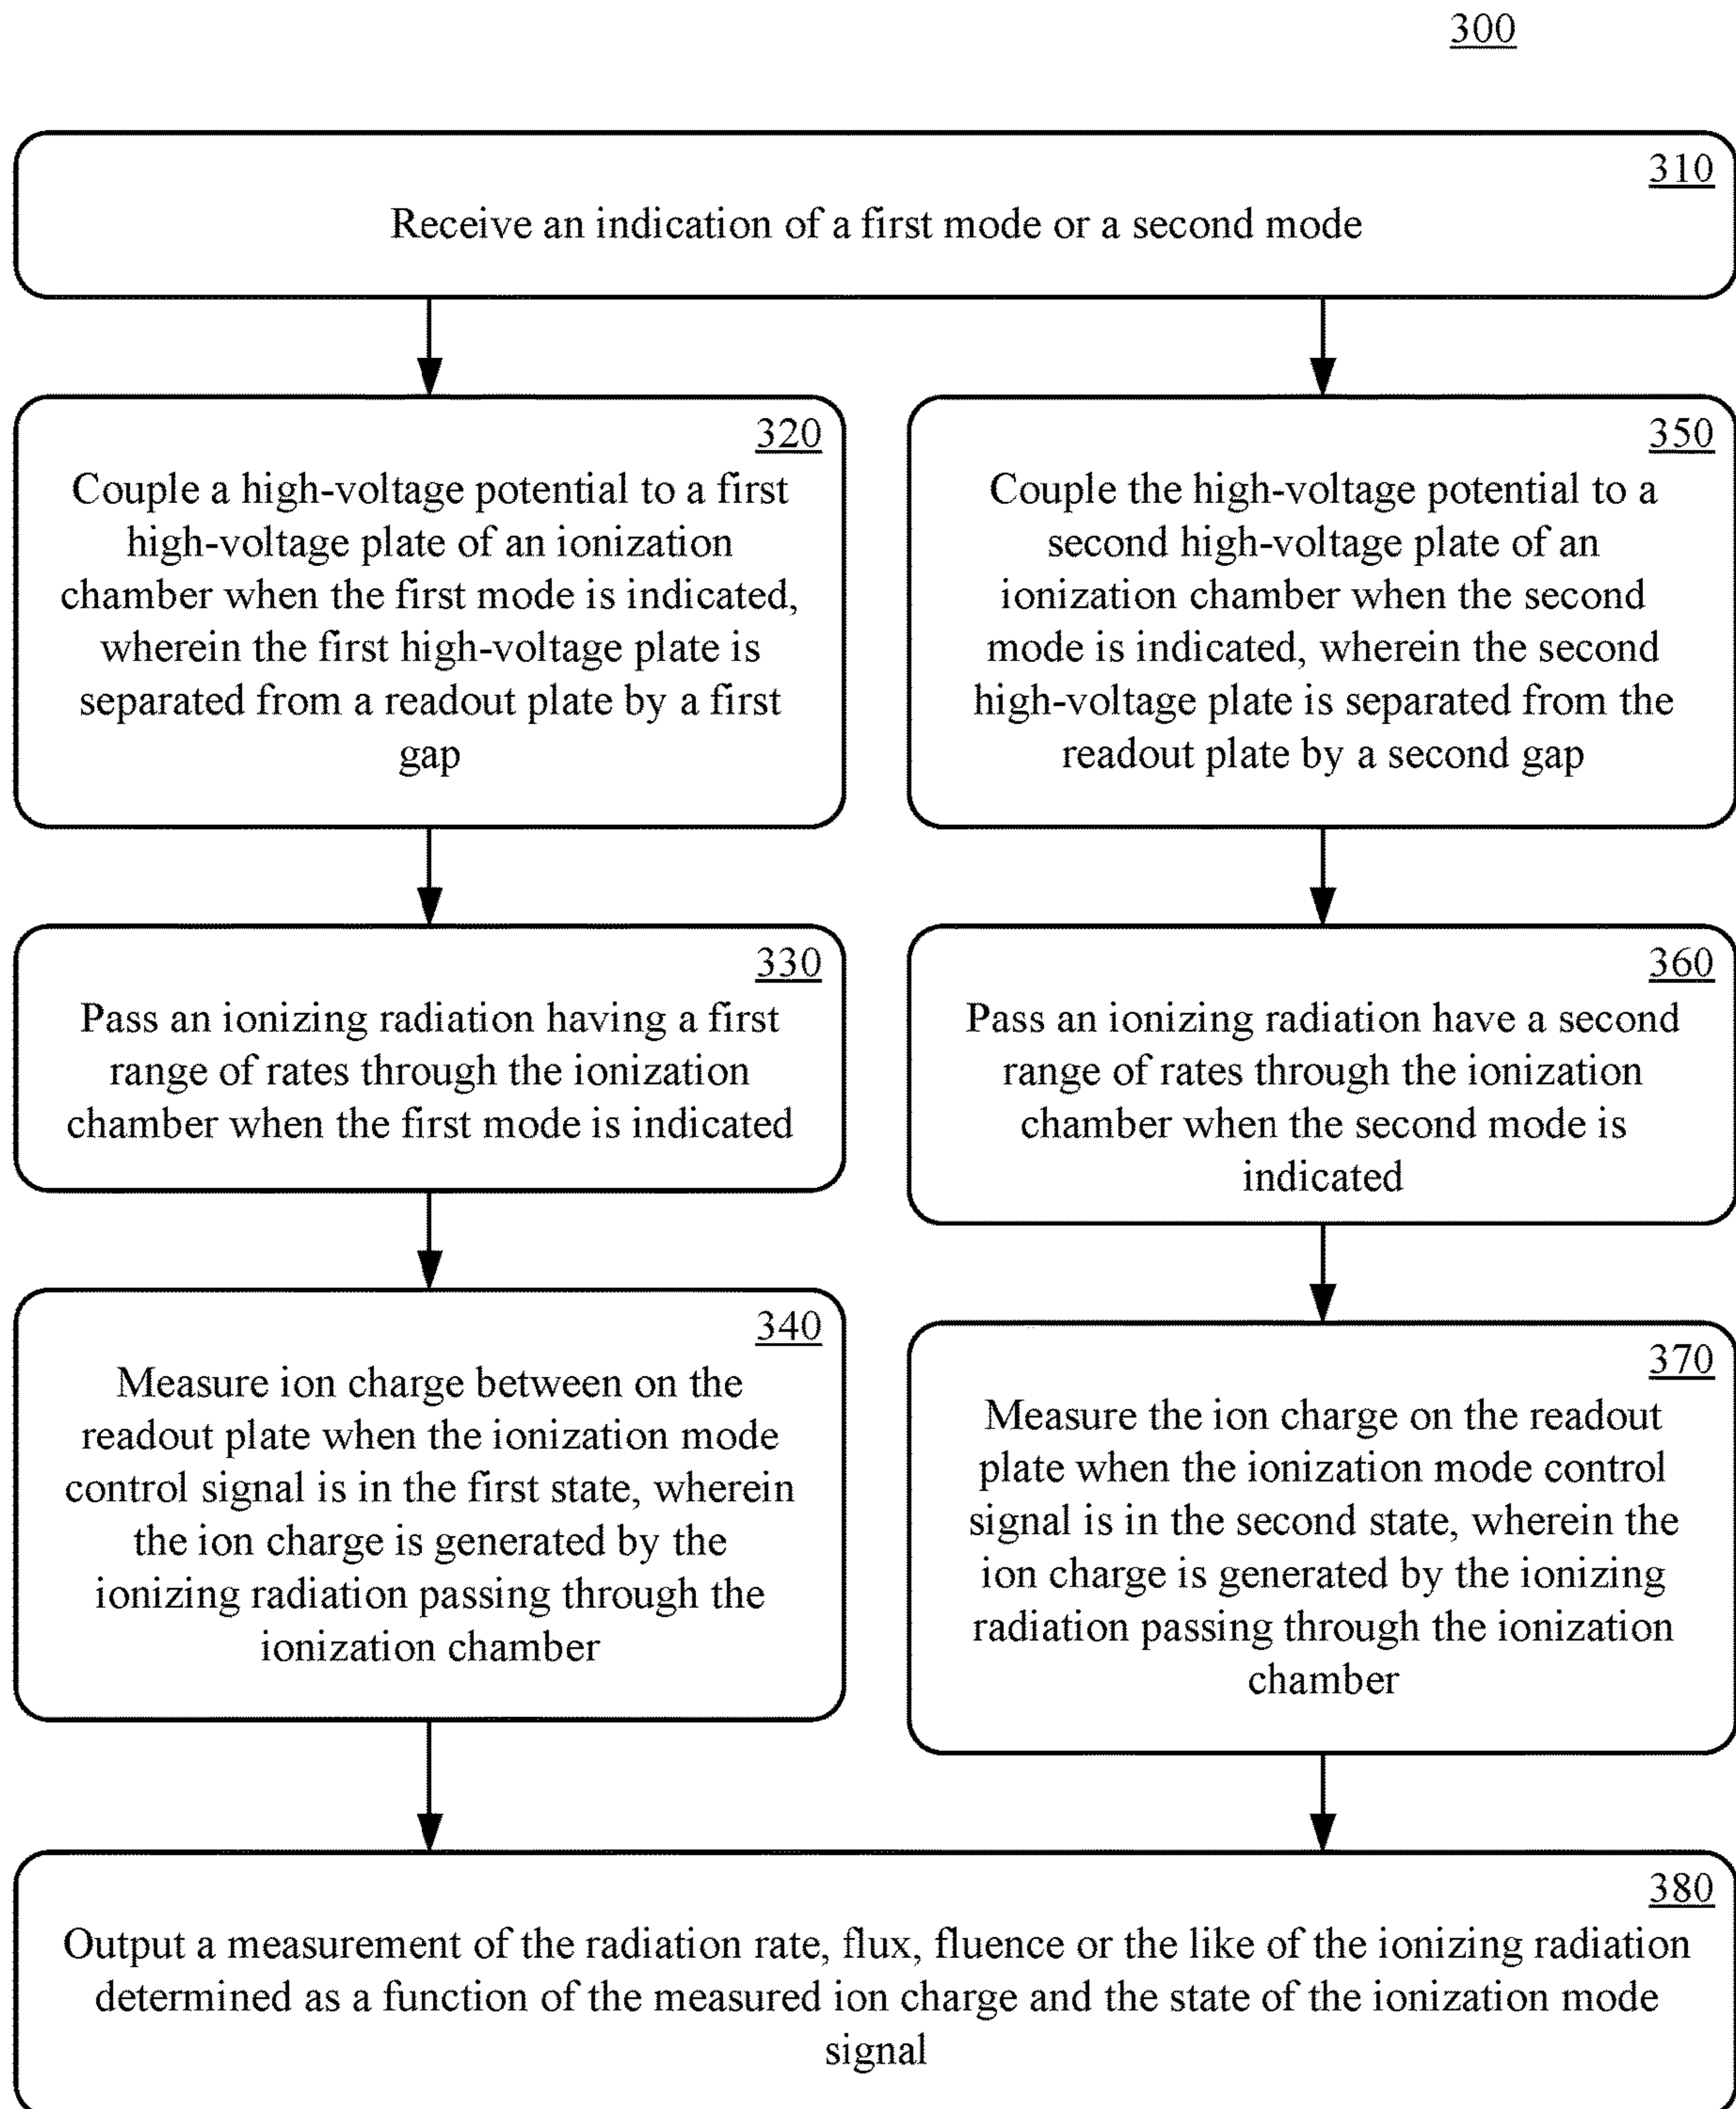 300
310
Receive an indication of a first mode or a second mode
320
Couple a high-voltage potential to a first
high-voltage plate of an ionization
chamber when the first mode is indicated,
wherein the first high-voltage plate is
separated from a readout plate by a first
gap
350
Couple the high-voltage potential to a
second high-voltage plate of an
ionization chamber when the second
mode is indicated, wherein the second
high-voltage plate is separated from the
readout plate by a second gap
330
Pass an ionizing radiation having a first
range of rates through the ionization
chamber when the first mode is indicated
360
Pass an ionizing radiation have a second
range of rates through the ionization
chamber when the second mode is
indicated
340
Measure ion charge between on the
readout plate when the ionization mode
control signal is in the first state, wherein
the ion charge is generated by the
ionizing radiation passing through the
ionization chamber
370
Measure the ion charge on the readout
plate when the ionization mode control
signal is in the second state, wherein the
ion charge is generated by the ionizing
radiation passing through the ionization
chamber
380
Output a measurement of the radiation rate, flux, fluence or the like of the ionizing radiation
determined as a function of the measured ion charge and the state of the ionization mode
signal